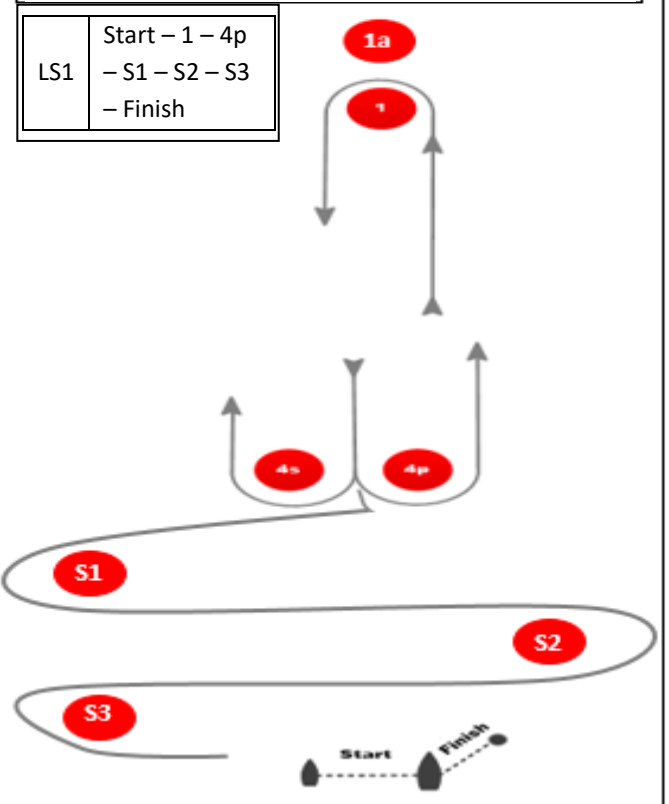 LS1
Start – 1 – 4p
– S1 – S2 – S3
– Finish
1a
1
4s
4p
S1
S2
S3
Start
Finish